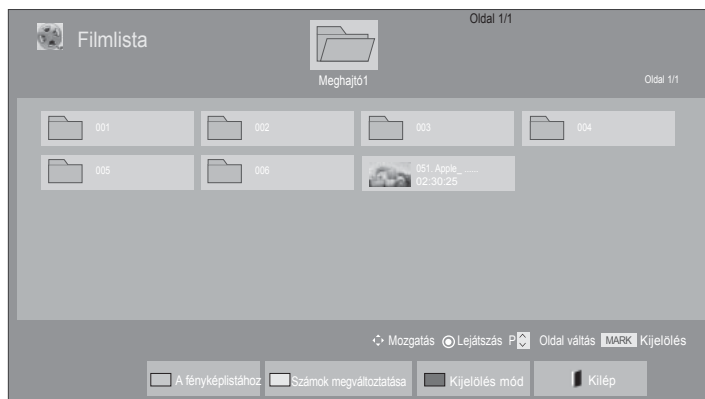 Filmlista
Oldal 1/1
Meghajtó1
Oldal 1/1
001 002 003 004
005 006 051. Apple_ ......
02:30:25
Mozgatás Lejátszás P Oldal váltás MARK Kijelölés
A fényképlistához Számok megváltoztatása Kijelölés mód Kilép